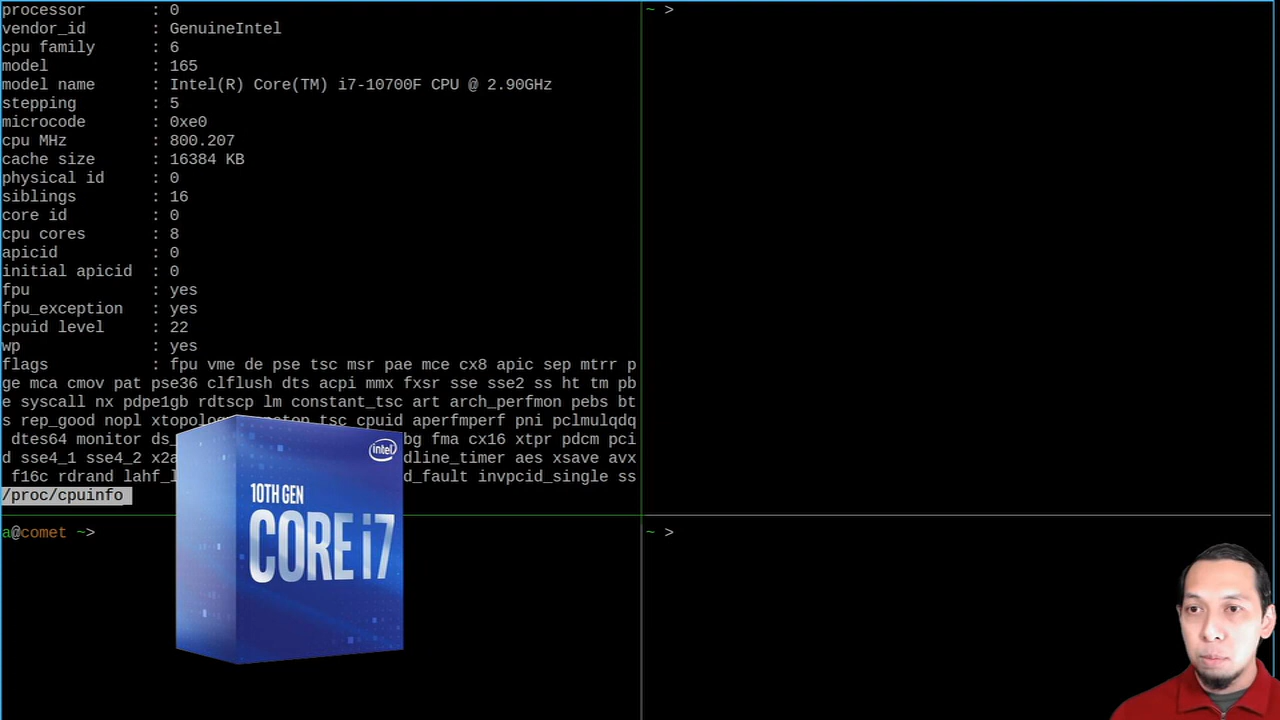 processor : 0
vendor_id : GenuineIntel
cpu family : 6
model : 165
model name : Intel(R) Core(TM) i7-10700F CPU @ 2.90GHz
stepping : 5
microcode : 0xe0
cpu MHz : 800.207
cache size : 16384 KB
physical id : 0
siblings : 16
core id : 0
cpu cores : 8
apicid : 0
initial apicid : 0
fpu : yes
fpu_exception : yes
cpuid level : 22
wp : yes
flags : fpu vme de pse tsc msr pae mce cx8 apic sep mtrr p
ge mca cmov pat pse36 clflush dts acpi mmx fxsr sse sse2 ss ht tm pb
e syscall nx pdpe1gb rdtscp lm constant_tsc art arch_perfmon pebs bt
s rep_good nopl tsc cpuid aperfmperf pni pclmulqdq
dtes64 monitor fma cx16 xtpr pdcm pci
d sse4_1 sse4_2 aes xsave avx
f16c rdrand invpcid_single ss
/proc/cpuinfo
a@comet ~>
~ >
~ >
intel
10TH GEN
CORE i7